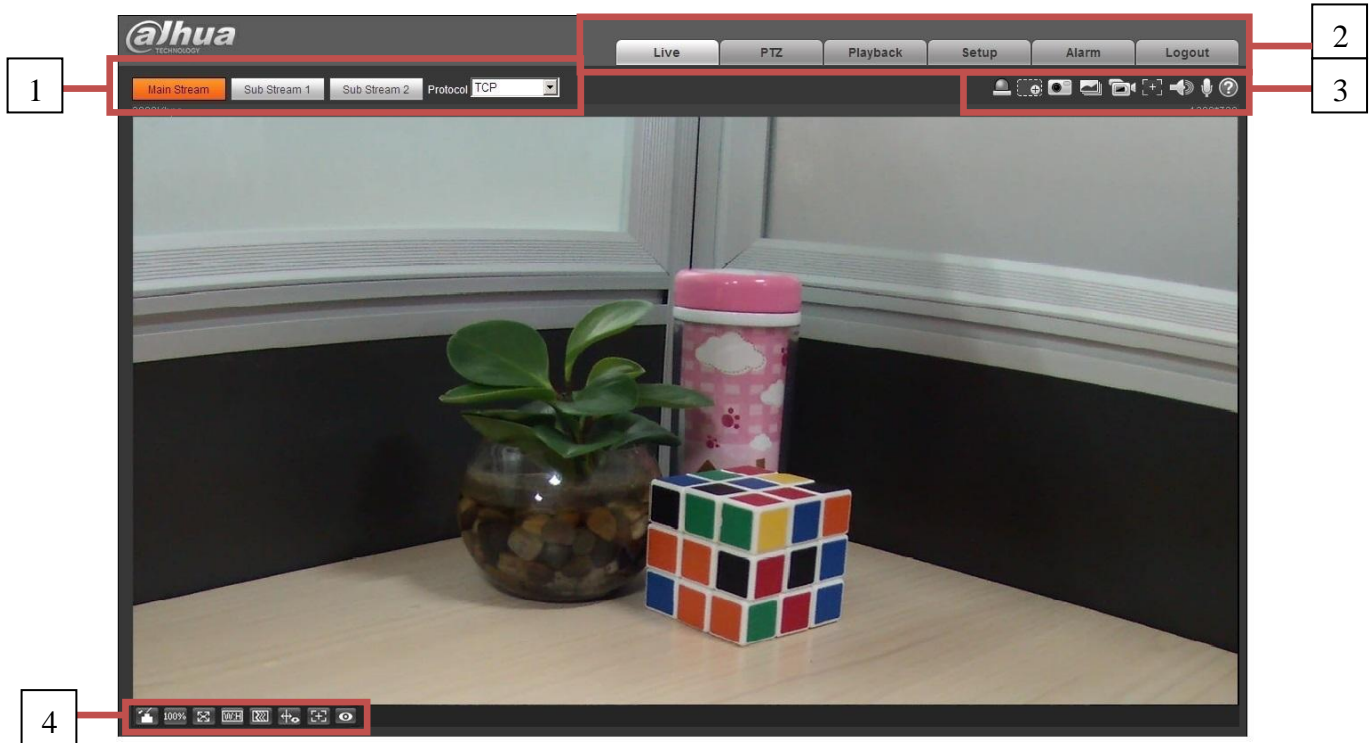 alhua
TECHNOLOGY
2
Live PTZ Playback Setup Alarm Logout
1
Main Stream Sub Stream 1 Sub Stream 2 Protocol TCP
3
4
100% W:H